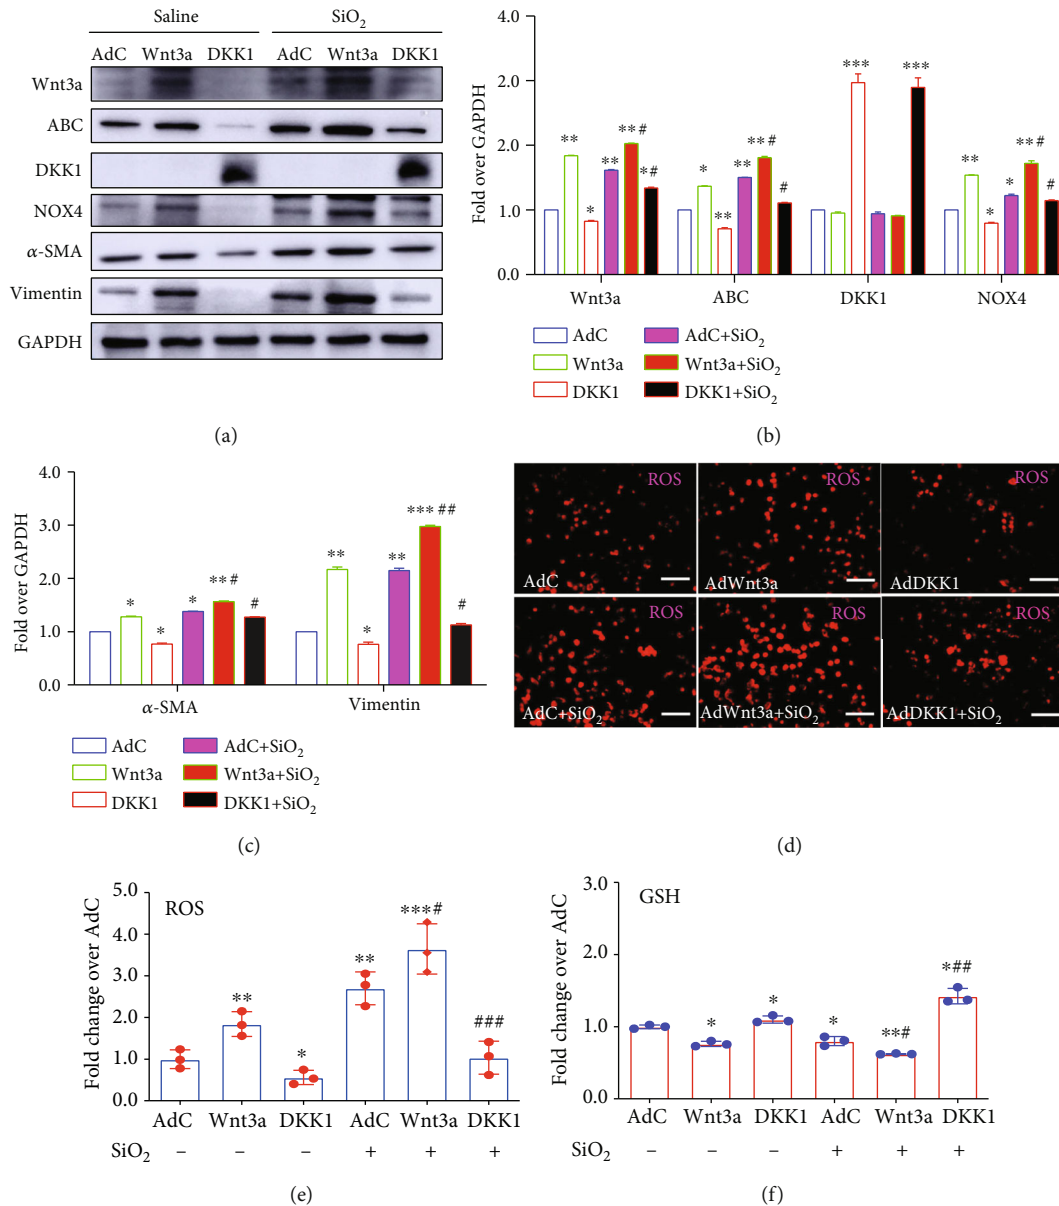 Saline SiO2
AdC Wnt3a DKK1 AdC Wnt3a DKK1
Wnt3a
ABC
DKK1
NOX4
α-SMA
Vimentin
GAPDH
(a)
Fold over GAPDH
4.0
2.0
2.0
1.0
0.0
** * ** ** # *#
* ** ** ** # #
*** ***
** * * ** # #
Wnt3a ABC DKK1 NOX4
AdC AdC+SiO2
Wnt3a Wnt3a+SiO2
DKK1 DKK1+SiO2
(b)
Fold over GAPDH
4.0
3.0
2.0
1.0
0.0
* * * ** # #
** * ** *** ## #
α-SMA Vimentin
AdC AdC+SiO2
Wnt3a Wnt3a+SiO2
DKK1 DKK1+SiO2
(c)
ROS ROS ROS
AdC AdWnt3a AdDKK1
ROS ROS ROS
AdC+SiO2 AdWnt3a+SiO2 AdDKK1+SiO2
(d)
Fold change over AdC
ROS
5.0
4.0
3.0
2.0
1.0
0.0
** * ** ***# ###
AdC Wnt3a DKK1 AdC Wnt3a DKK1
SiO2 – – – + + +
(e)
Fold change over AdC
GSH
3.0
2.0
1.0
0.0
* * * **# *##
AdC Wnt3a DKK1 AdC Wnt3a DKK1
SiO2 – – – + + +
(f)